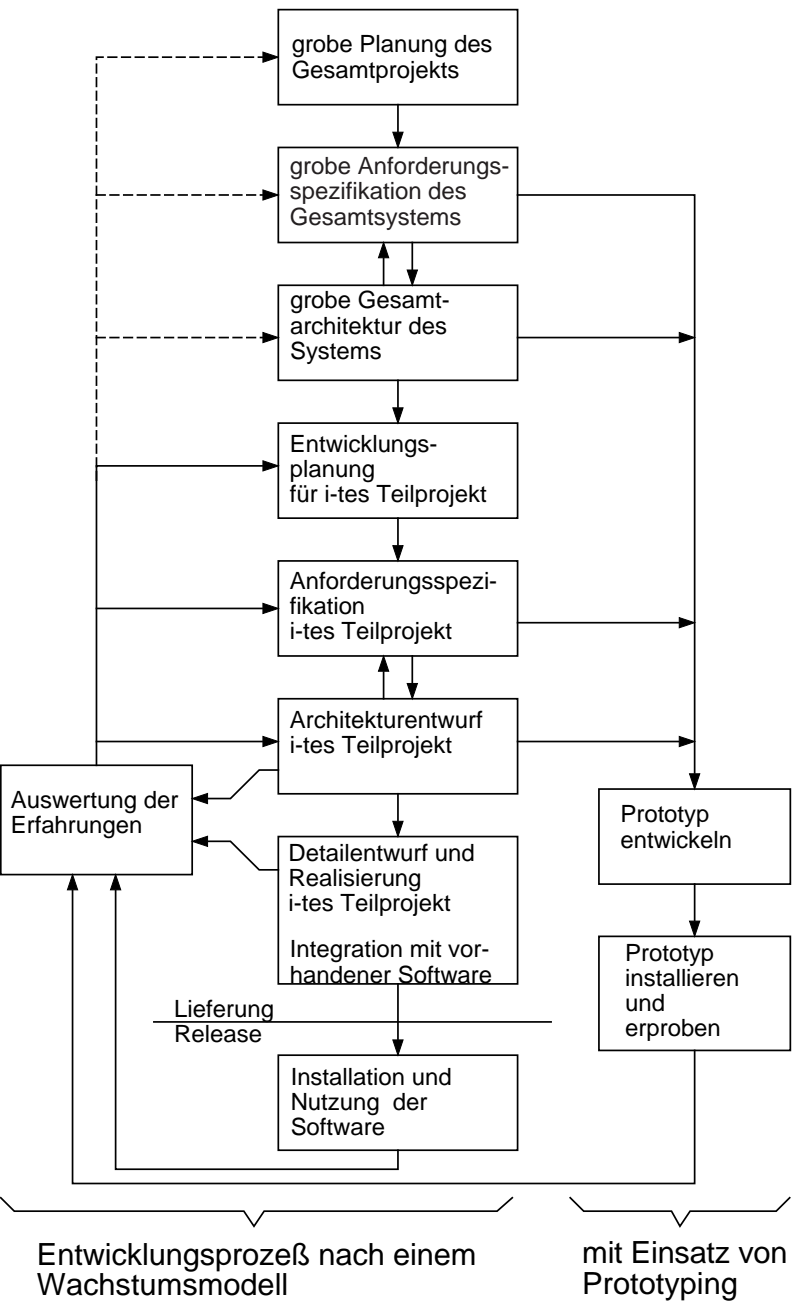 grobe Planung des
Gesamtprojekts
grobe Anforderungs-
spezifikation des
Gesamtsystems
grobe Gesamt-
architektur des
Systems
Entwicklungs-
planung
für i-tes Teilprojekt
Anforderungsspezi-
fikation
i-tes Teilprojekt
Architekturentwurf
i-tes Teilprojekt
Auswertung der
Erfahrungen
Detailentwurf und
Realisierung
i-tes Teilprojekt
Integration mit vor-
handener Software
Lieferung
Release
Installation und
Nutzung der
Software
Prototyp
entwickeln
Prototyp
installieren
und
erproben
Entwicklungsprozeß nach einem
Wachstumsmodell
mit Einsatz von
Prototyping